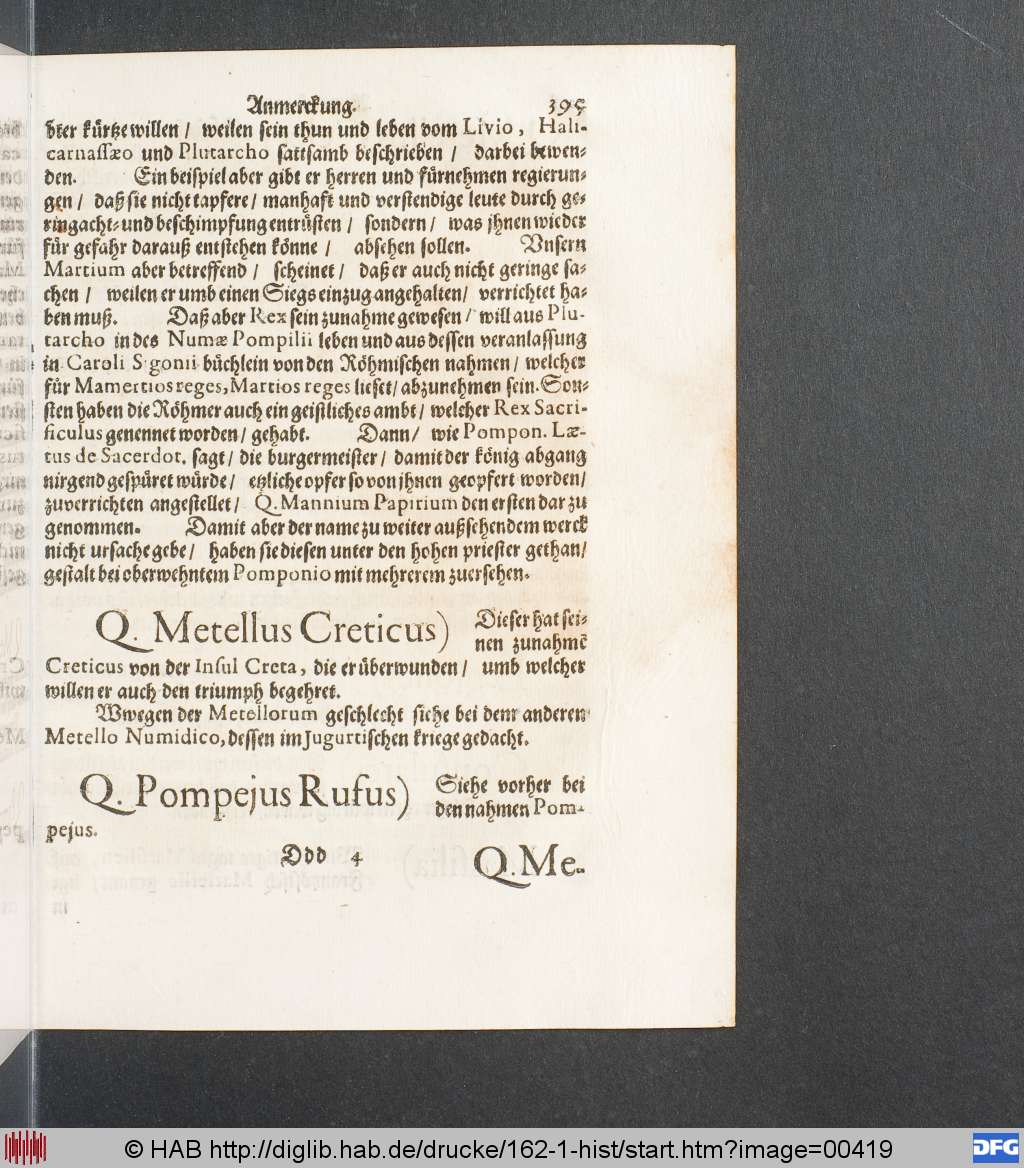 Anmerckung. 395
dter kürtze willen / weilen sein thun und leben vom Livio, Hali-
carnassæo und Plutarcho sattsamb beschrieben / darbei bewen-
den. Ein beispiel aber gibt er herren und fürnehmen regierun-
gen / daß sie nicht tapfere / manhaft und verstendige leute durch ge-
ringacht- und beschimpfung entrüsten / sondern / was jhnen wieder
für gefahr darauß entstehen könne / absehen sollen. Vnsern
Martium aber betreffend / scheinet / daß er auch nicht geringe sa-
chen / weilen er umb einen Siegseinzug angehalten / verrichtet ha-
ben muß. Daß aber Rex sein zunahme gewesen / will aus Plu-
tarcho in des Numæ Pompilii leben und aus dessen veranlassung
in Caroli S'gonii büchlein von den Röhmischen nahmen / welcher
für Mamertios reges, Martios reges lieset / abzunehmen sein. Son-
sten haben die Röhmer auch ein geistliches ambt / welcher Rex Sacri-
ficulus genennet worden / gehabt. Dann / wie Pompon. Læ-
tus de Sacerdot. sagt / die burgermeister / damit der könig abgang
nirgend gespüret würde / etzliche opfer so von jhnen geopfert worden /
zuverrichten angestellet / Q. Mannium Papirium den ersten dar zu
genommen. Damit aber der name zu weiter außsehendem werck
nicht ursache gebe / haben sie diesen unter den hohen priester gethan /
gestalt bei oberwehntem Pomponio mit mehrerem zuersehen.
Q. Metellus Creticus) Dieser hat sei-
nen zunahmẽ
Creticus von der Insul Creta, die er überwunden / umb welcher
willen er auch den triumph begehret.
Wwegen der Metellorum geschlecht siehe bei dem anderen
Metello Numidico, dessen im Jugurtischen kriege gedacht.
Q. Pompejus Rufus) Siehe vorher bei
den nahmen Pom-
pejus.
Ddd 4 Q. Me-
© HAB http://diglib.hab.de/drucke/162-1-hist/start.htm?image=00419
DFG